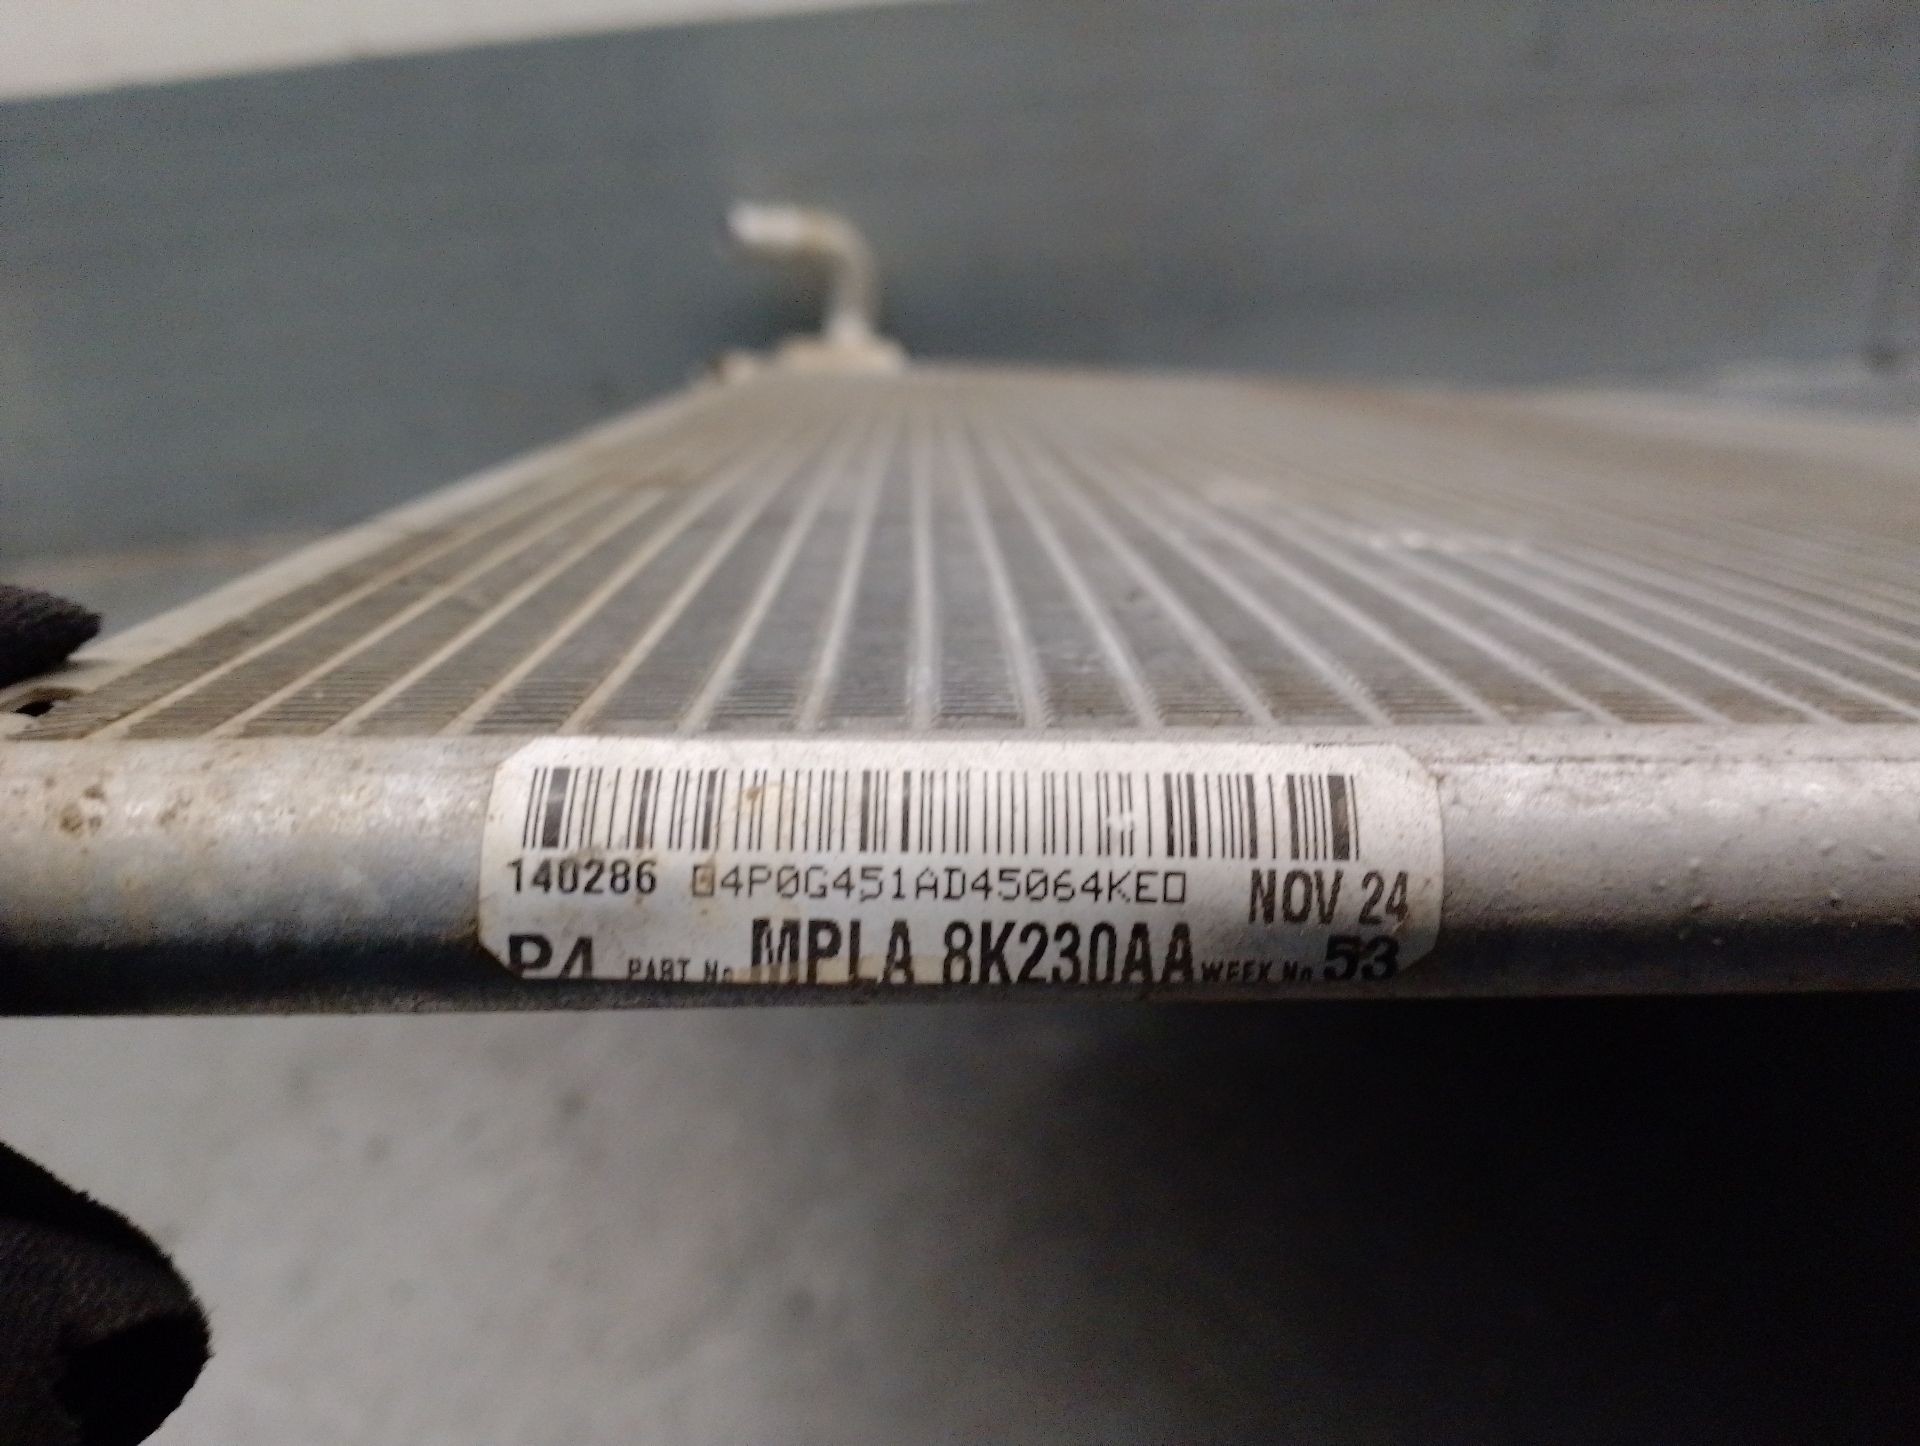 140286 04P0G451AD45064KE0 NOV 24
P4 PART No. MPLA 8K230AA WEEK No. 53